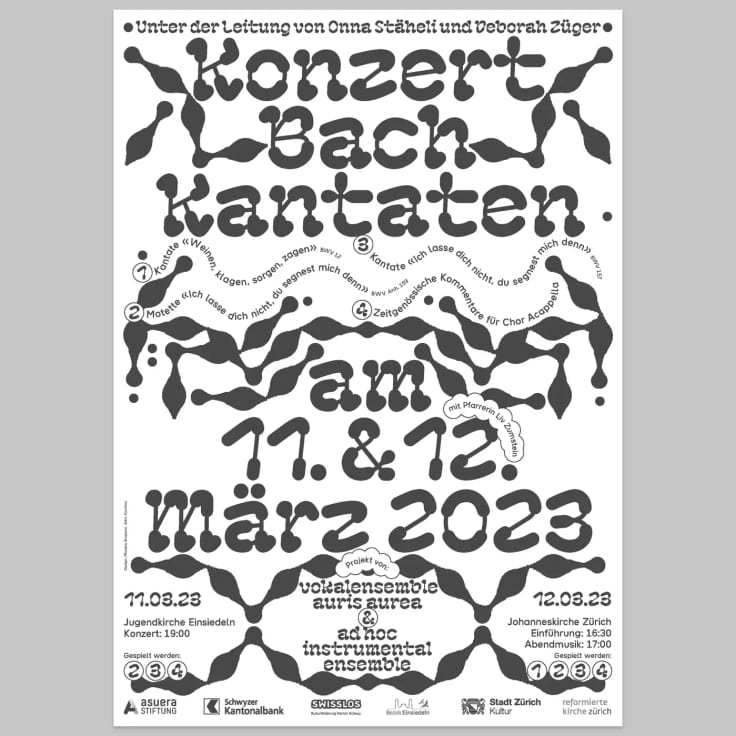 Unter der Leitung von Onna Stäheli und Deborah Züger
Konzert
Bach
Kantaten
1 Kantate «Weinen, klagen, sorgen, zagen» BWV 12
2 Motette «Ich lasse dich nicht, du segnest mich denn» BWV Anh. 159
3 Kantate «Ich lasse dich nicht, du segnest mich denn» BWV 157
4 Zeitgenössische Kommentare für Chor Acappella
am
mit Pfarrerin Liv Zumstein
11. & 12.
März 2023
Projekt von:
vokalensemble
auris aurea
&
ad hoc
instrumental
ensemble
11.03.23
Jugendkirche Einsiedeln
Konzert: 19:00
Gespielt werden:
2 3 4
12.03.23
Johanneskirche Zürich
Einführung: 16:30
Abendmusik: 17:00
Gespielt werden:
1 2 3 4
asuera
STIFTUNG
Schwyzer
Kantonalbank
SWISSLOS
Bezirk Einsiedeln
Stadt Zürich
Kultur
reformierte
kirche zürich